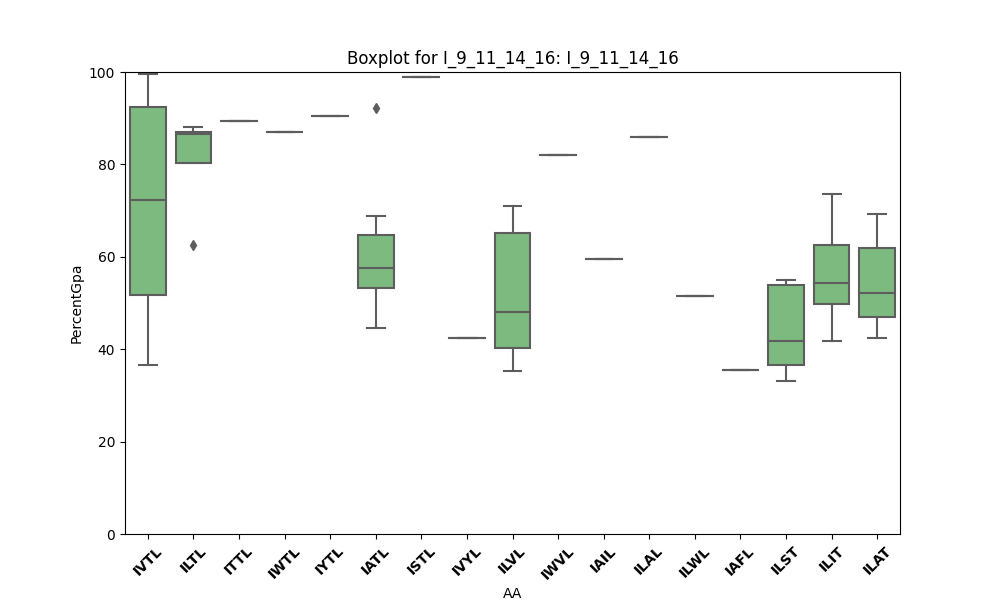 Boxplot for I_9_11_14_16: I_9_11_14_16
100
80
60
40
20
0
PercentGpa
IVTL ILTL ITTL IWTL IYTL IATL ISTL IVYL ILVL IWVL IAIL ILAL ILWL IAFL ILST ILIT ILAT
AA